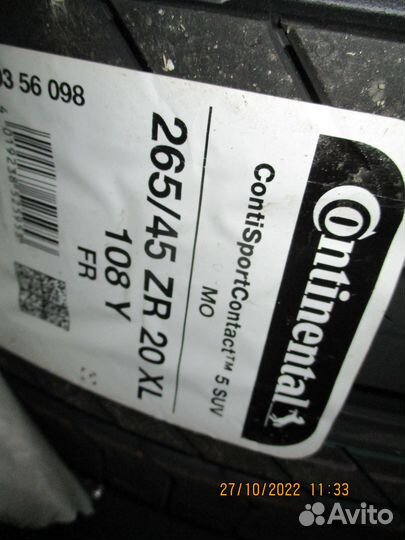 Continental
ContiSportContact™ 5 SUV
MO
265/45 ZR 20 XL
108 Y
FR
03 56 098
27/10/2022 11:33
Avito